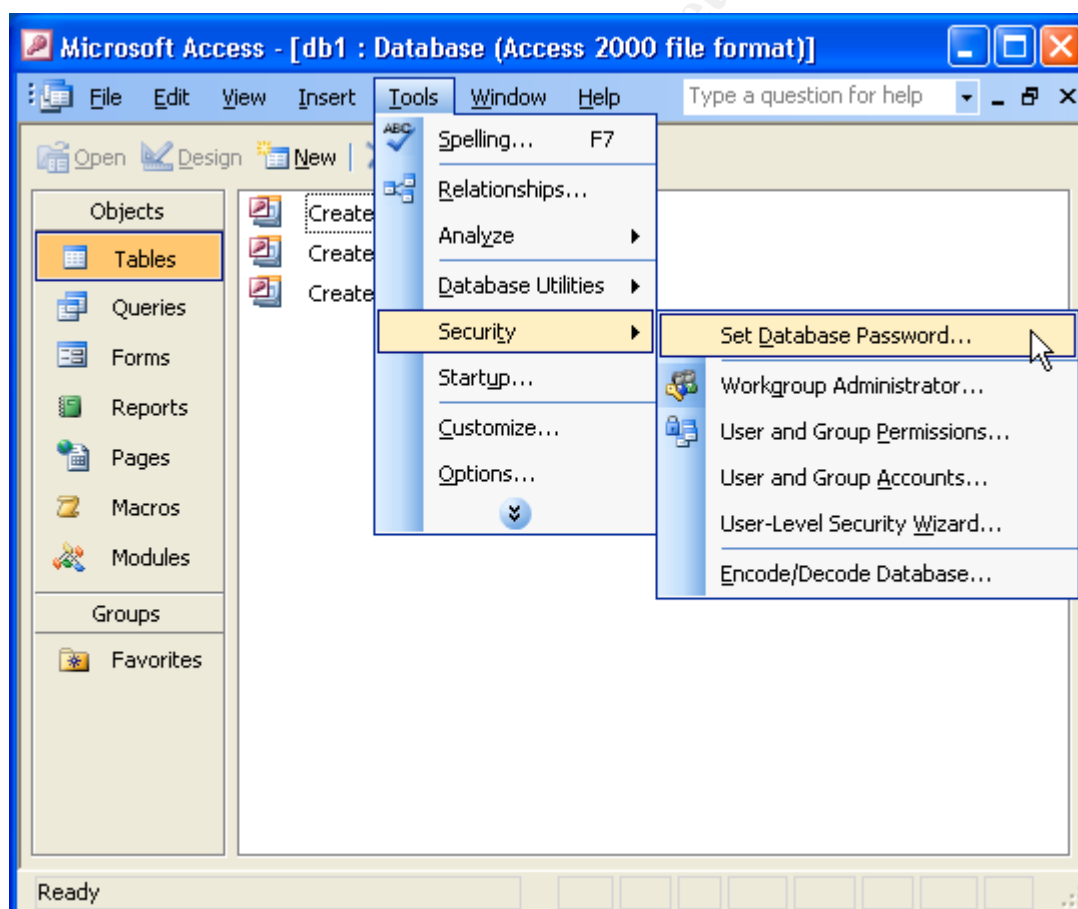 Microsoft Access - [db1 : Database (Access 2000 file format)]
File Edit View Insert Tools Window Help Type a question for help
Open Design New
Objects
Tables
Queries
Forms
Reports
Pages
Macros
Modules
Groups
Favorites
Create
Create
Create
ABC Spelling... F7
Relationships...
Analyze
Database Utilities
Security
Startup...
Customize...
Options...
Set Database Password...
Workgroup Administrator...
User and Group Permissions...
User and Group Accounts...
User-Level Security Wizard...
Encode/Decode Database...
Ready